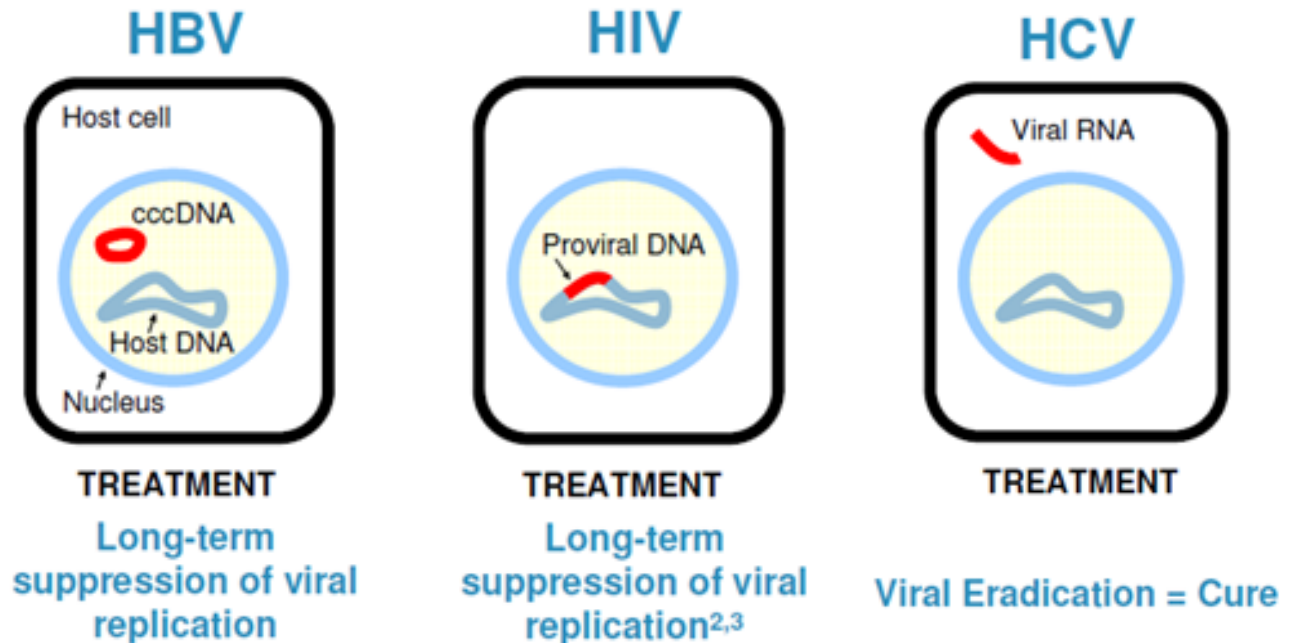 HBV
Host cell
cccDNA
Host DNA
Nucleus
TREATMENT
Long-term
suppression of viral
replication
HIV
Proviral DNA
TREATMENT
Long-term
suppression of viral
replication2,3
HCV
Viral RNA
TREATMENT
Viral Eradication = Cure